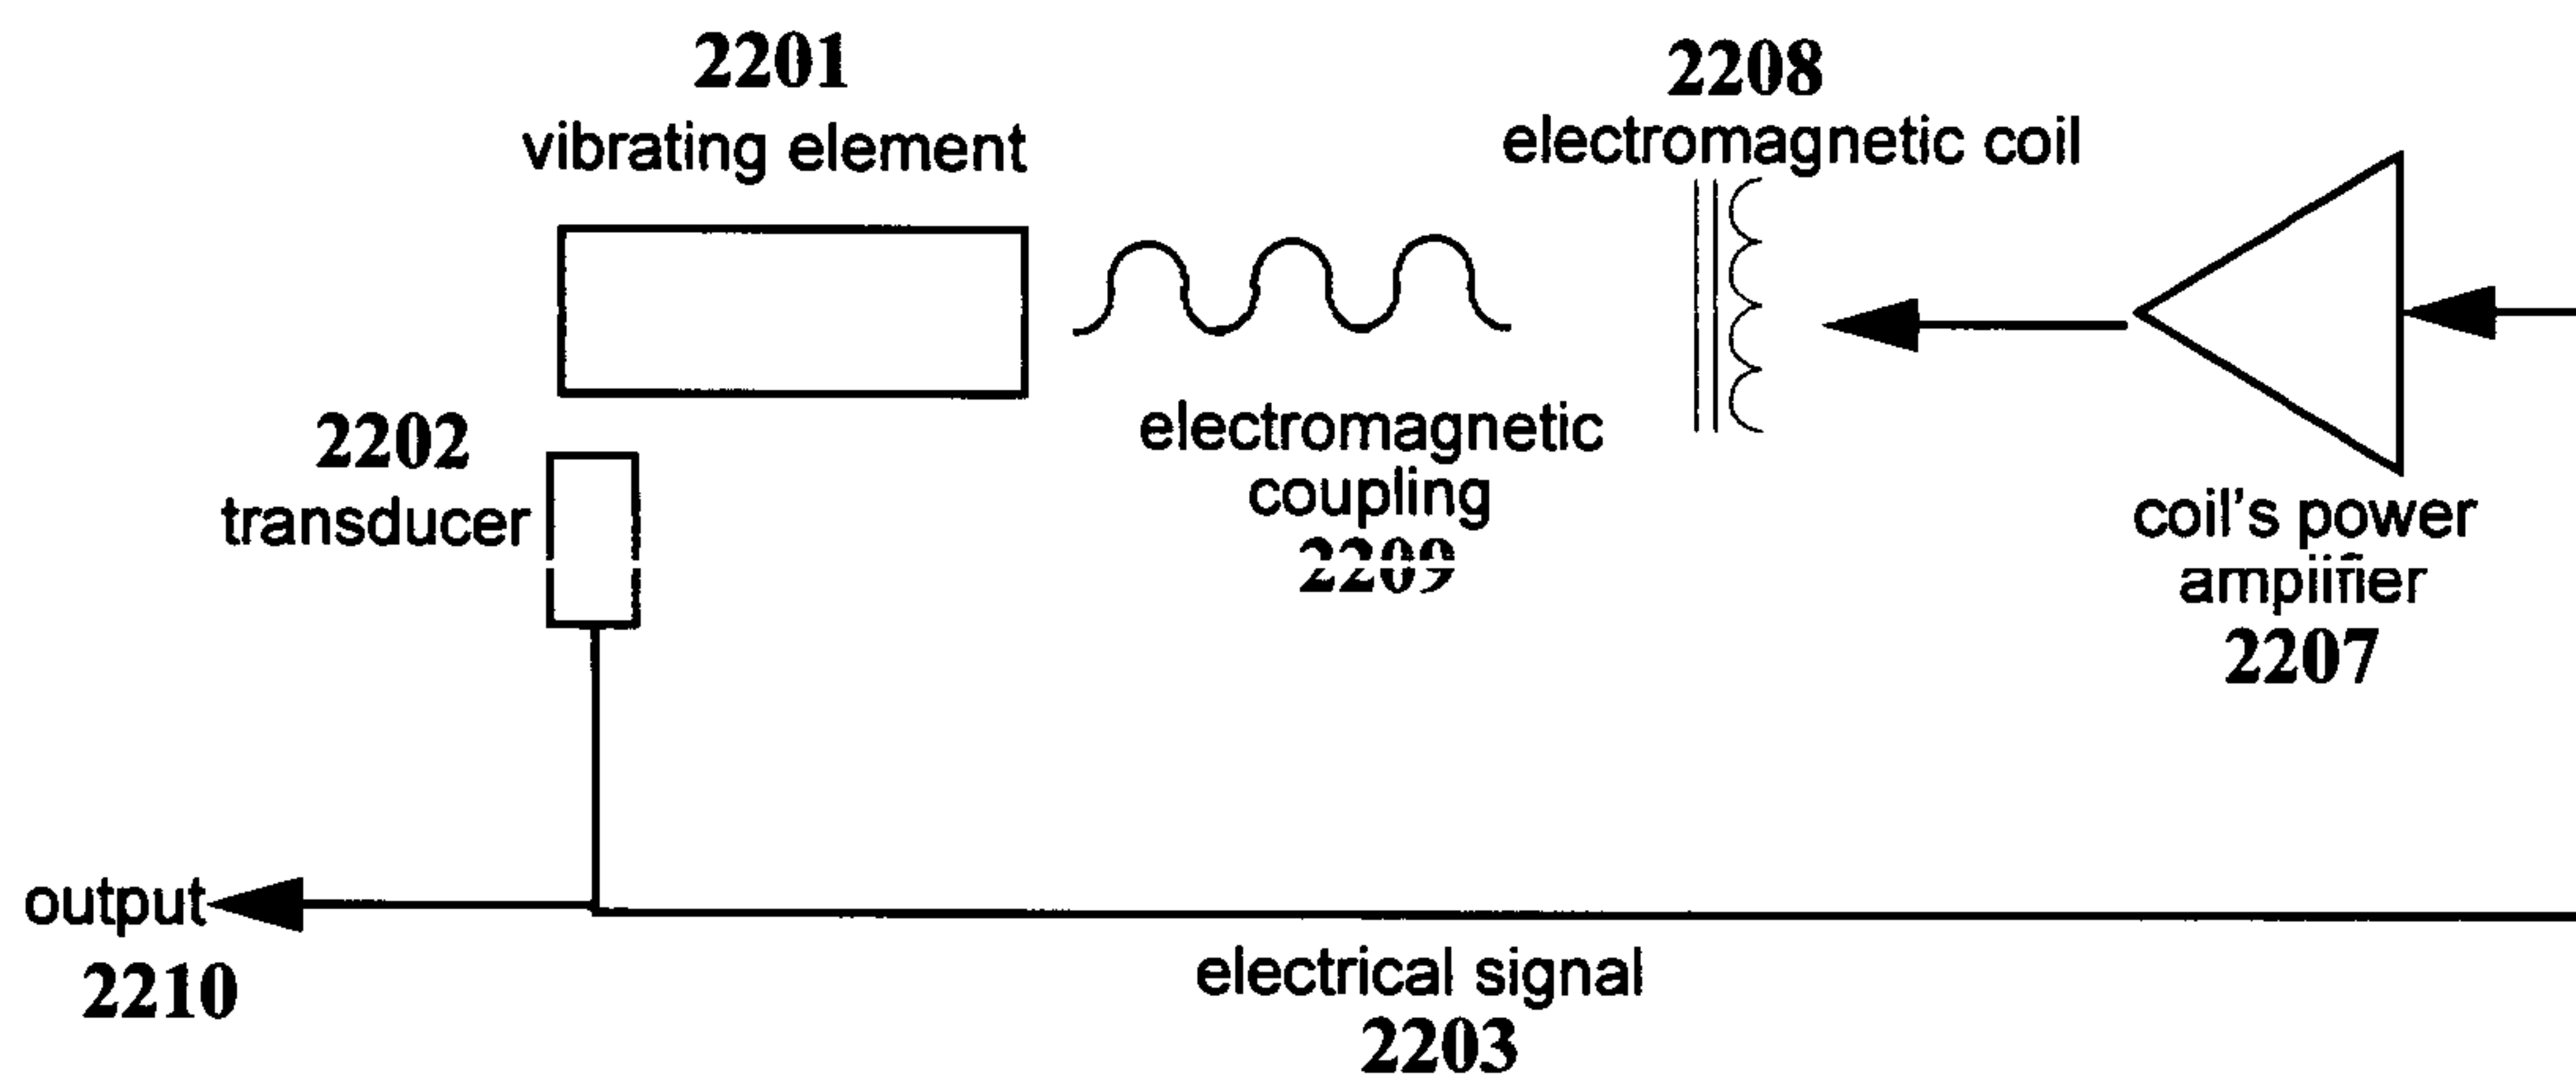 2201
vibrating element
2208
electromagnetic coil
2202
transducer
electromagnetic
coupling
2209
coil's power
amplifier
2207
output
2210
electrical signal
2203